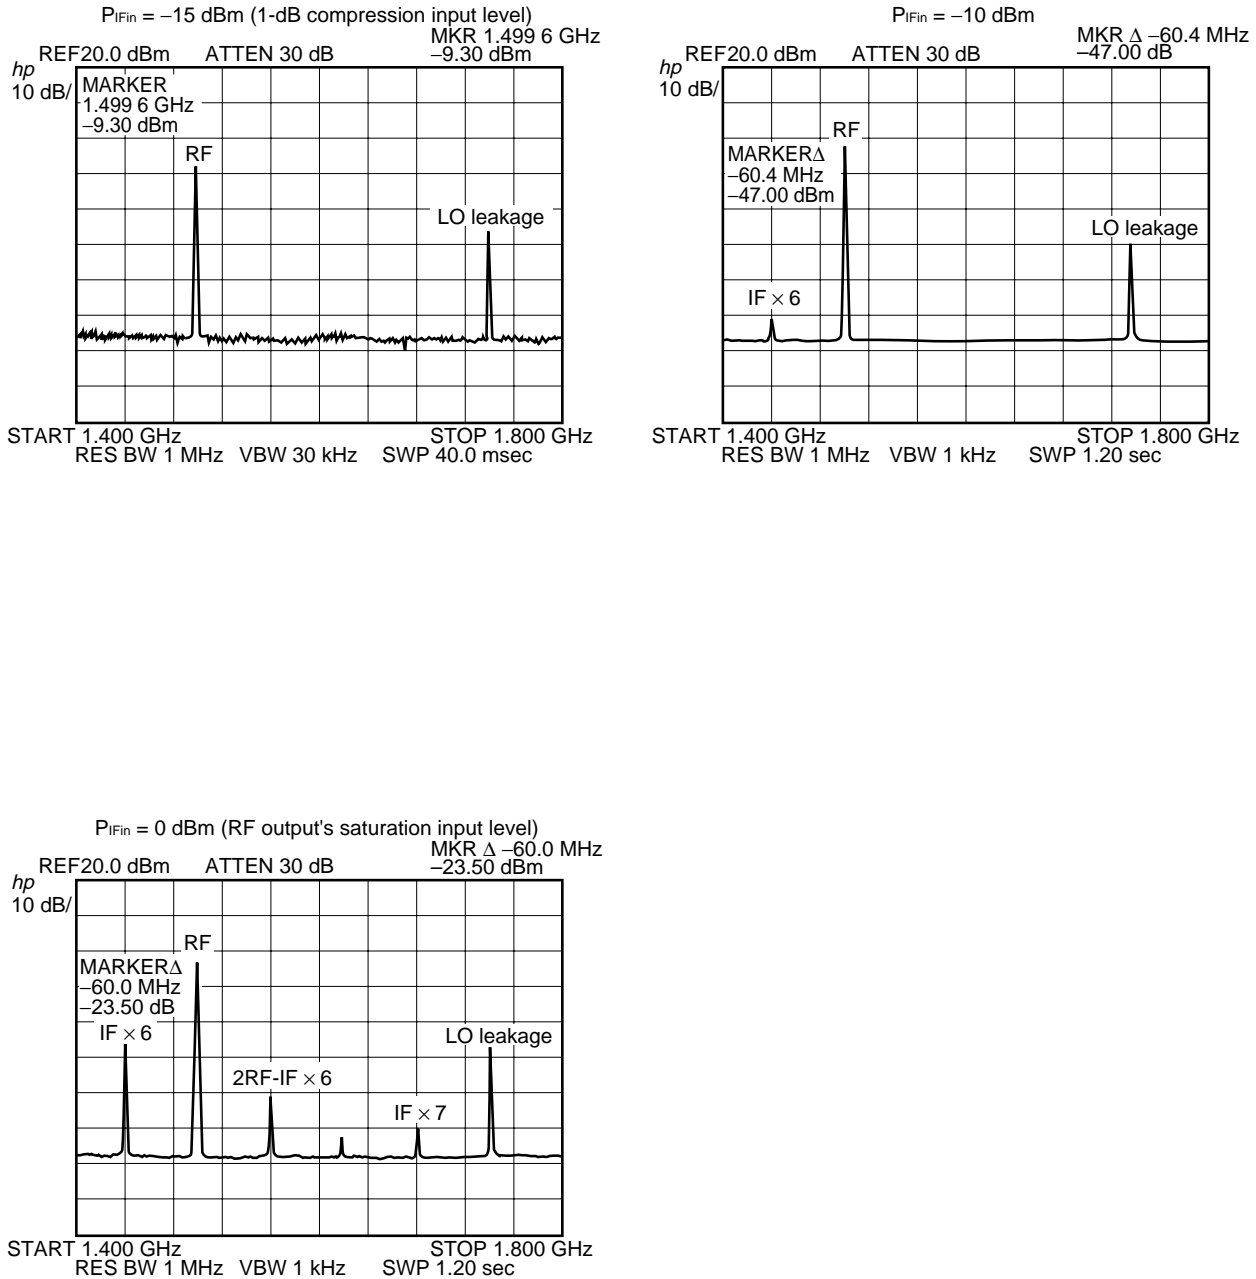 PIFin = −15 dBm (1-dB compression input level)
MKR 1.499 6 GHz
REF20.0 dBm ATTEN 30 dB −9.30 dBm
hp
10 dB/
MARKER
1.499 6 GHz
−9.30 dBm
RF
LO leakage
START 1.400 GHz STOP 1.800 GHz
RES BW 1 MHz VBW 30 kHz SWP 40.0 msec
PIFin = −10 dBm
MKR Δ −60.4 MHz
REF20.0 dBm ATTEN 30 dB −47.00 dB
hp
10 dB/
RF
MARKERΔ
−60.4 MHz
−47.00 dBm
LO leakage
IF × 6
START 1.400 GHz STOP 1.800 GHz
RES BW 1 MHz VBW 1 kHz SWP 1.20 sec
PIFin = 0 dBm (RF output's saturation input level)
MKR Δ −60.0 MHz
REF20.0 dBm ATTEN 30 dB −23.50 dBm
hp
10 dB/
RF
MARKERΔ
−60.0 MHz
−23.50 dB
IF × 6
LO leakage
2RF-IF × 6
IF × 7
START 1.400 GHz STOP 1.800 GHz
RES BW 1 MHz VBW 1 kHz SWP 1.20 sec